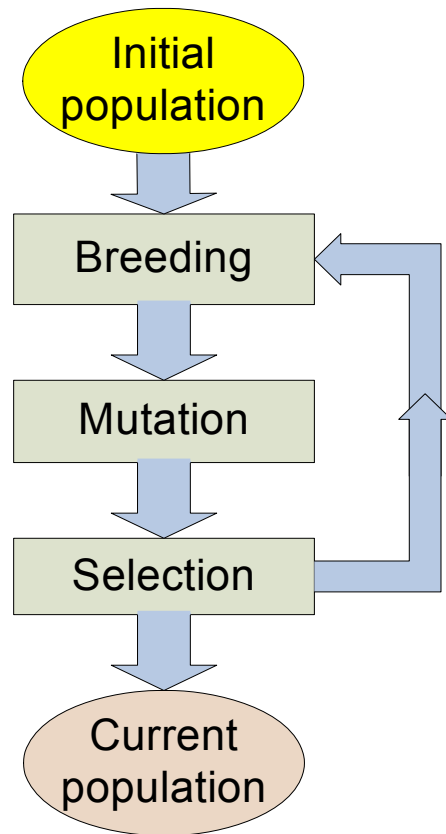 Initial
population
Breeding
Mutation
Selection
Current
population